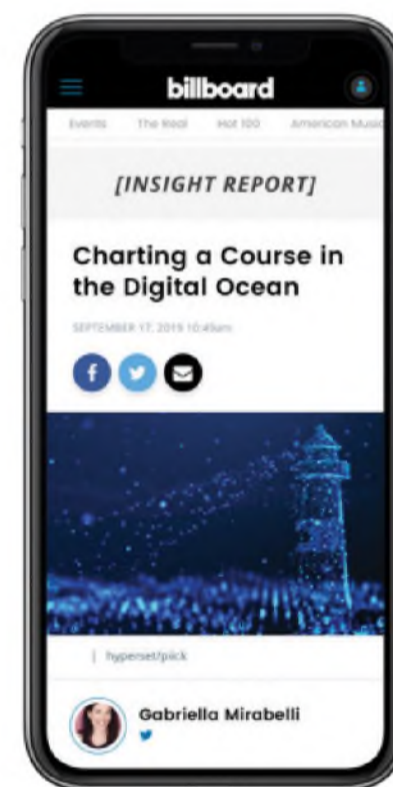 billboard
Events The Real Hot 100 American Music
[INSIGHT REPORT]
Charting a Course in
the Digital Ocean
SEPTEMBER 17, 2019 10:49am
| hyperset/piick
Gabriella Mirabelli